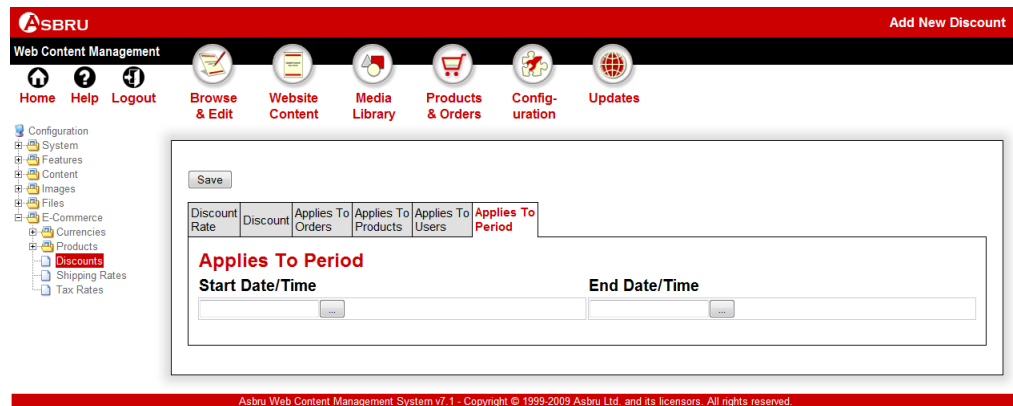 ASBRU
Add New Discount
Web Content Management
Home Help Logout
Browse & Edit
Website Content
Media Library
Products & Orders
Config-uration
Updates
Configuration
System
Features
Content
Images
Files
E-Commerce
Currencies
Products
Discounts
Shipping Rates
Tax Rates
Save
Discount Rate
Discount
Applies To Orders
Applies To Products
Applies To Users
Applies To Period
Applies To Period
Start Date/Time
End Date/Time
...
...
Asbru Web Content Management System v7.1 - Copyright © 1999-2009 Asbru Ltd. and its licensors. All rights reserved.